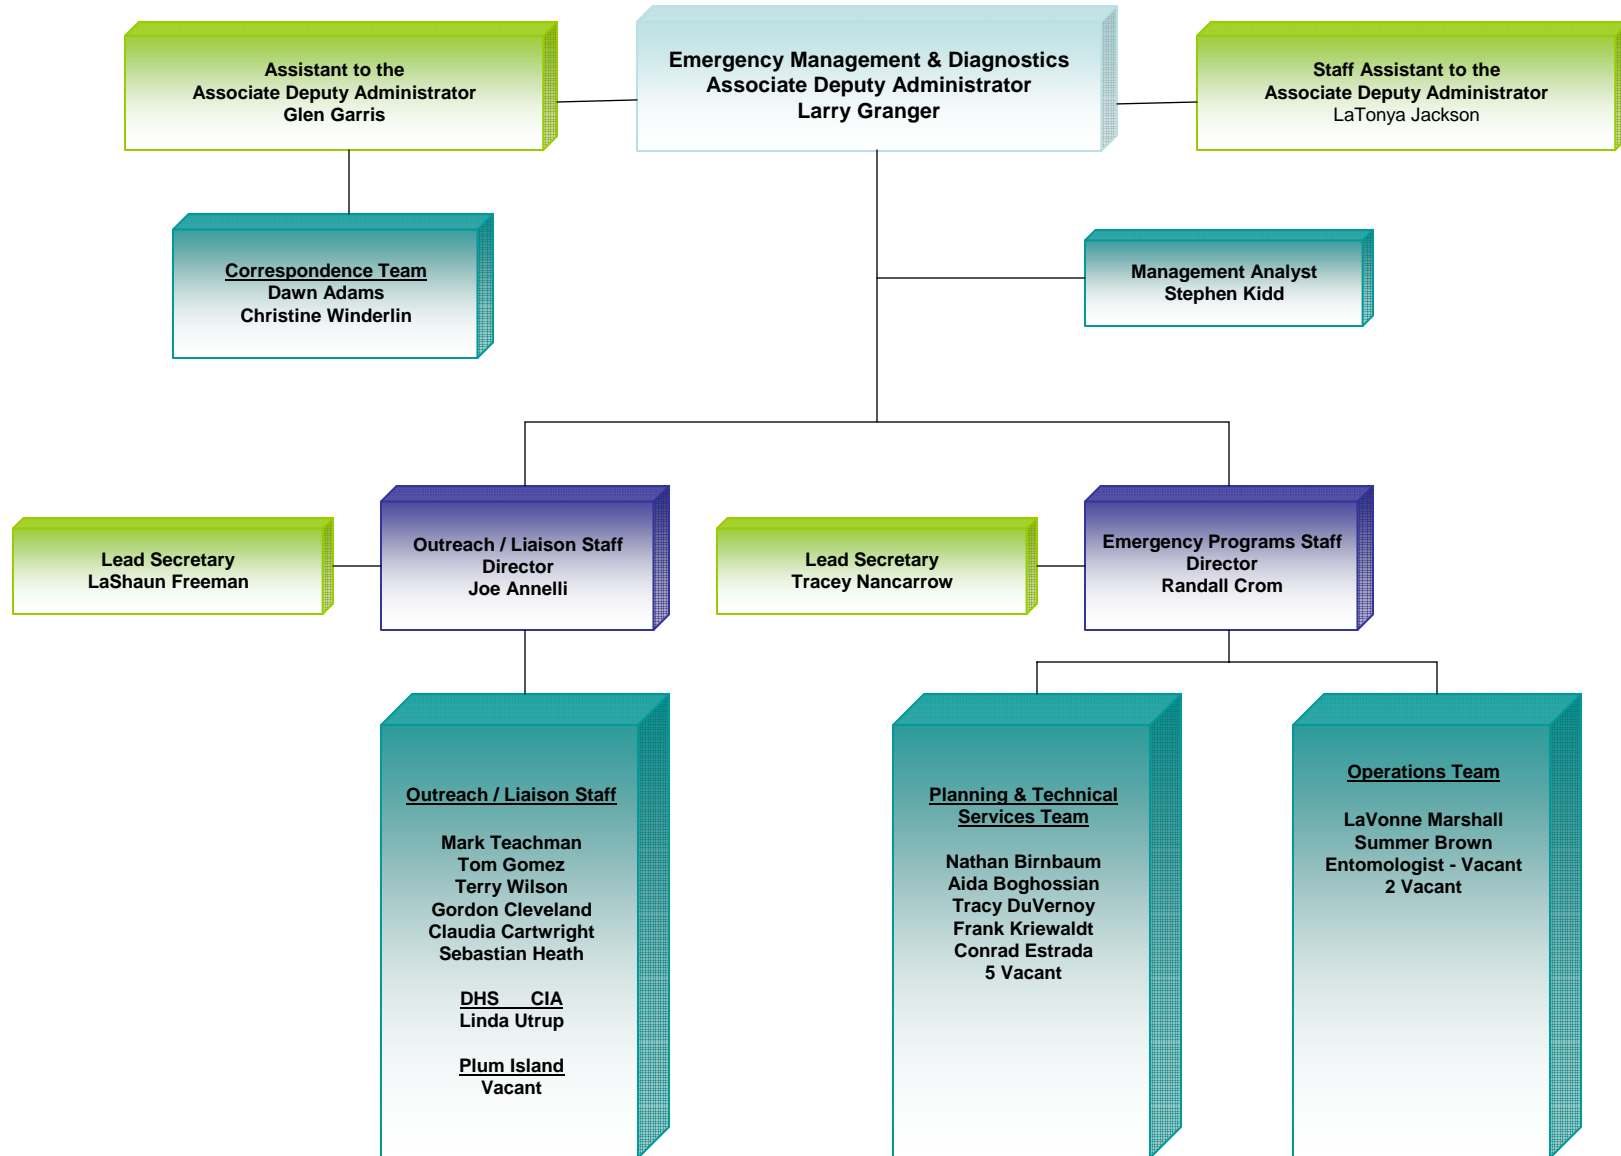 Assistant to the
Associate Deputy Administrator
Glen Garris
Emergency Management & Diagnostics
Associate Deputy Administrator
Larry Granger
Staff Assistant to the
Associate Deputy Administrator
LaTonya Jackson
Correspondence Team
Dawn Adams
Christine Winderlin
Management Analyst
Stephen Kidd
Lead Secretary
LaShaun Freeman
Outreach / Liaison Staff
Director
Joe Annelli
Lead Secretary
Tracey Nancarrow
Emergency Programs Staff
Director
Randall Crom
Outreach / Liaison Staff
Mark Teachman
Tom Gomez
Terry Wilson
Gordon Cleveland
Claudia Cartwright
Sebastian Heath
DHS CIA
Linda Utrup
Plum Island
Vacant
Planning & Technical
Services Team
Nathan Birnbaum
Aida Boghossian
Tracy DuVernoy
Frank Kriewaldt
Conrad Estrada
5 Vacant
Operations Team
LaVonne Marshall
Summer Brown
Entomologist - Vacant
2 Vacant